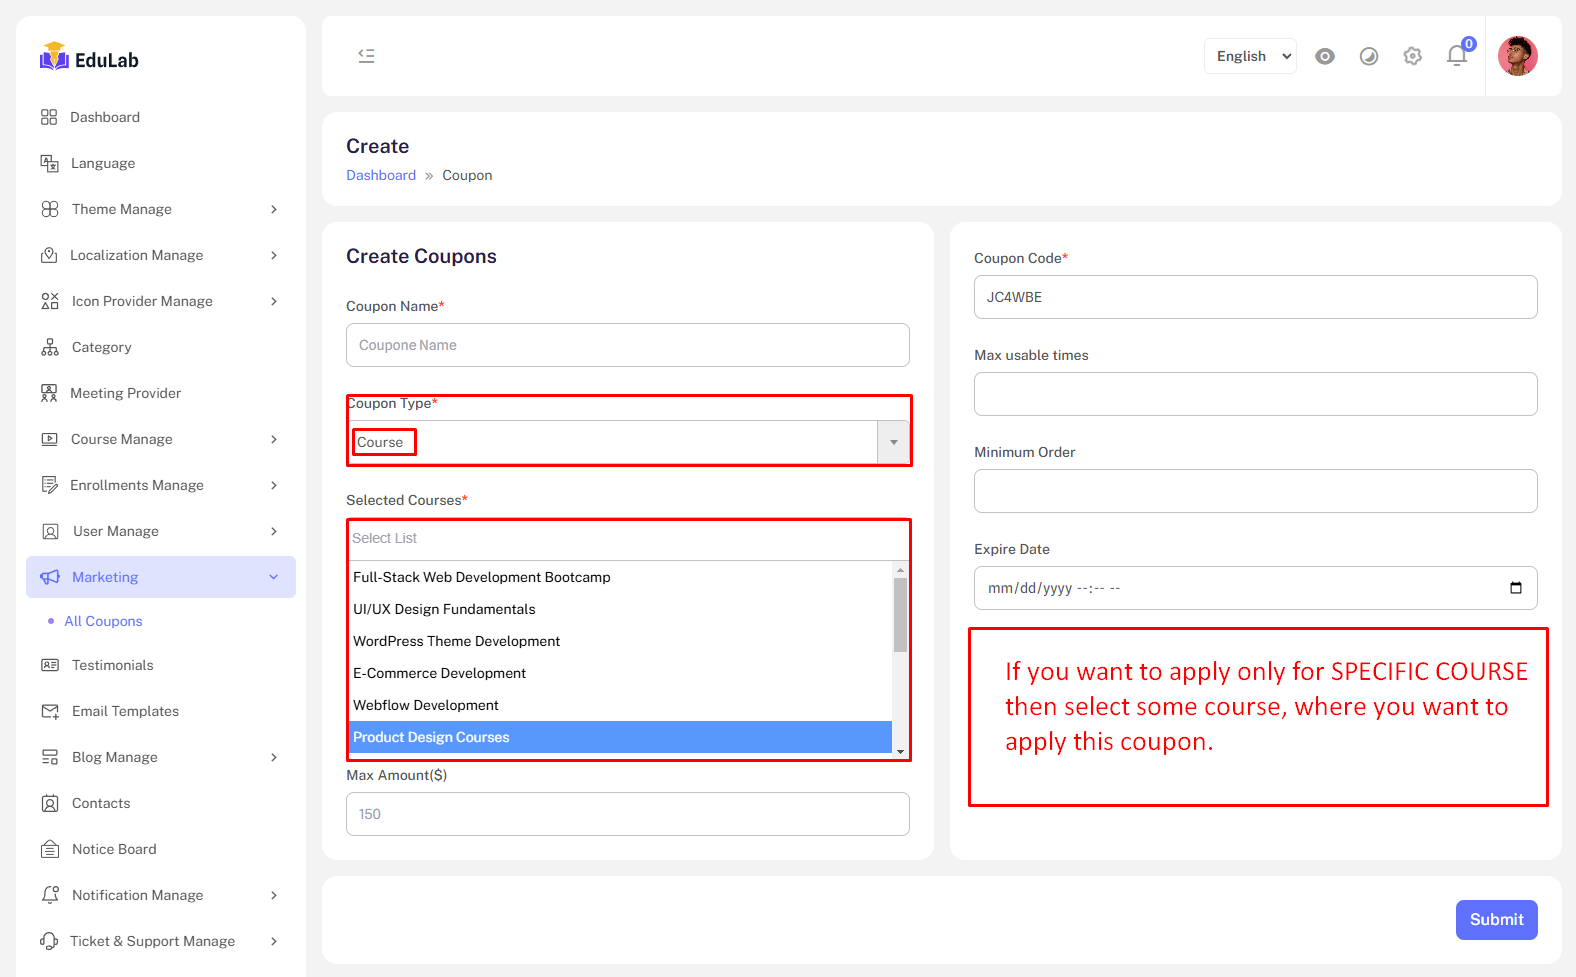 EduLab
Dashboard
Language
Theme Manage
Localization Manage
Icon Provider Manage
Category
Meeting Provider
Course Manage
Enrollments Manage
User Manage
Marketing
All Coupons
Testimonials
Email Templates
Blog Manage
Contacts
Notice Board
Notification Manage
Ticket & Support Manage
English
0
Create
Dashboard » Coupon
Create Coupons
Coupon Name*
Coupone Name
Coupon Type*
Course
Selected Courses*
Select List
Full-Stack Web Development Bootcamp
UI/UX Design Fundamentals
WordPress Theme Development
E-Commerce Development
Webflow Development
Product Design Courses
Max Amount($)
150
Coupon Code*
JC4WBE
Max usable times
Minimum Order
Expire Date
mm/dd/yyyy --:-- --
If you want to apply only for SPECIFIC COURSE
then select some course, where you want to
apply this coupon.
Submit